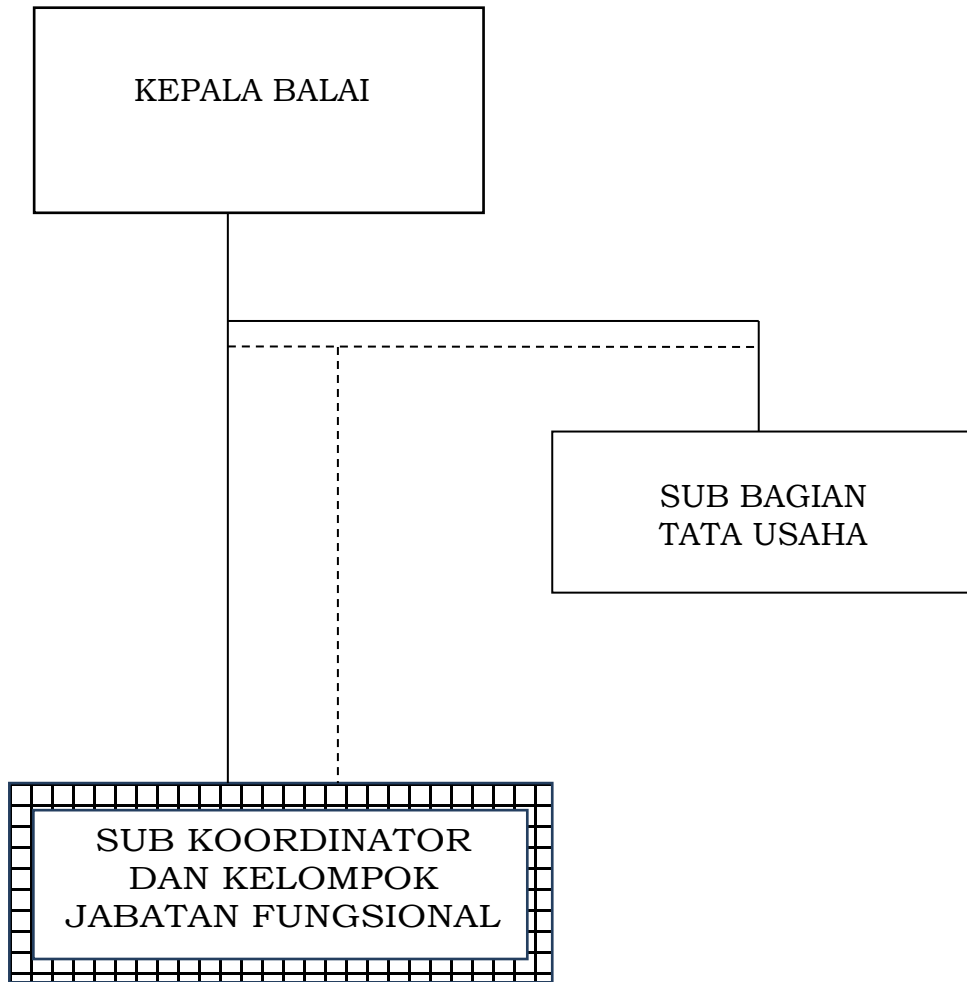 KEPALA BALAI
SUB BAGIAN
TATA USAHA
SUB KOORDINATOR
DAN KELOMPOK
JABATAN FUNGSIONAL